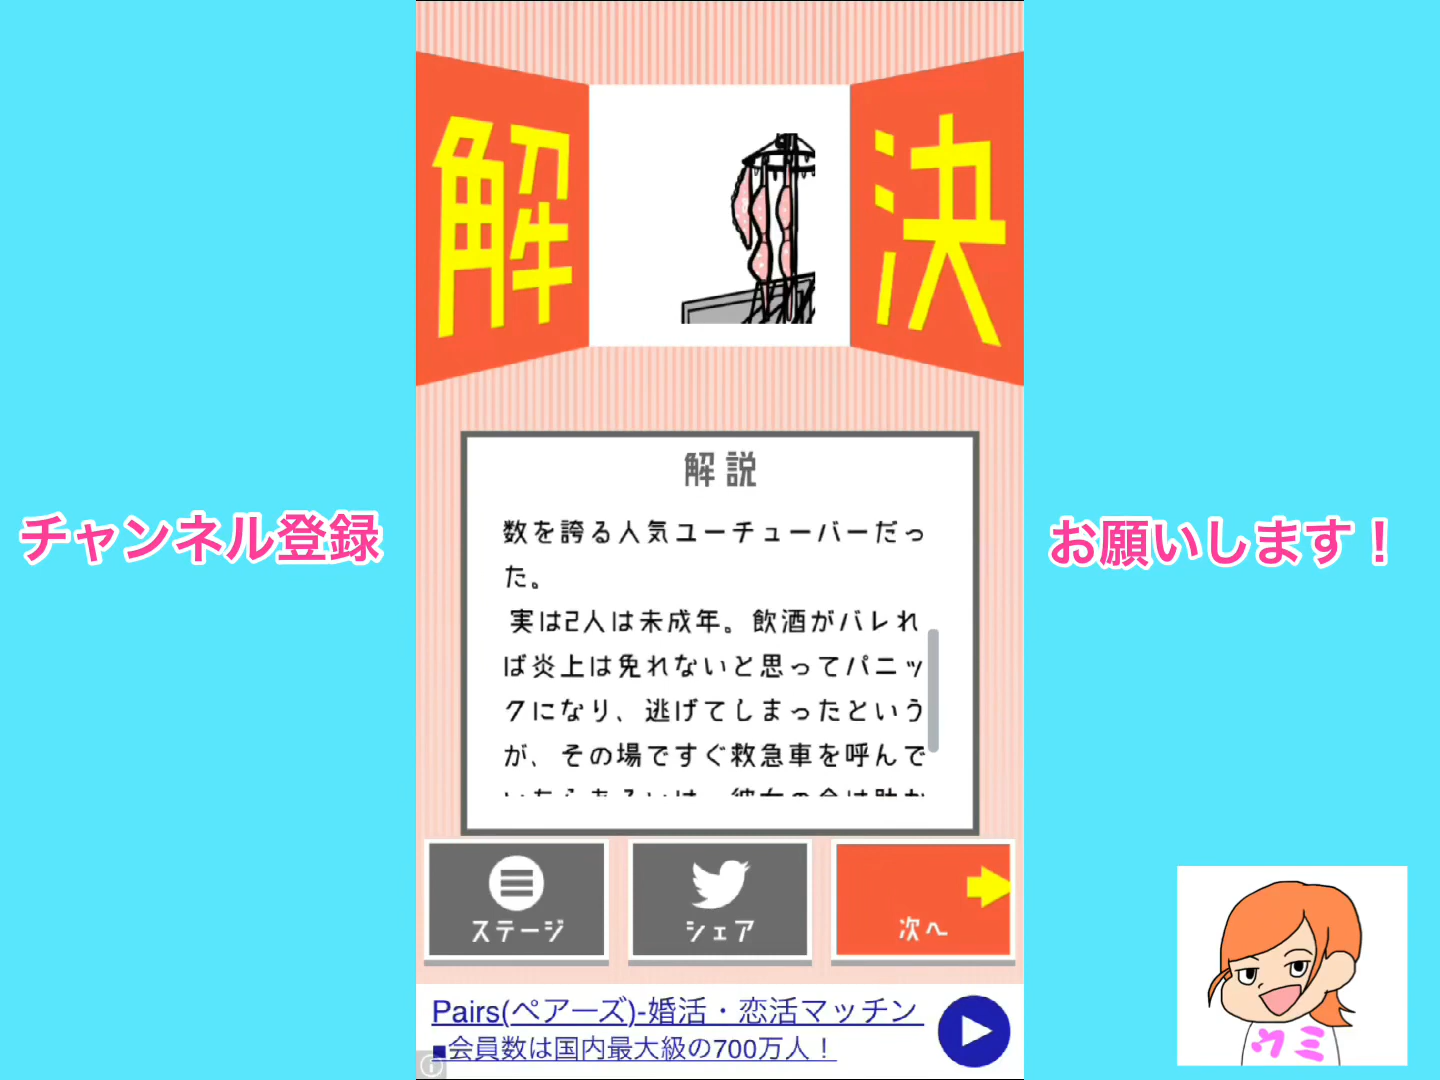 解決
解説
数を誇る人気ユーチューバーだっ
た。
実は2人は未成年。飲酒がバレれ
ば炎上は免れないと思ってパニッ
クになり、逃げてしまったという
が、その場ですぐ救急車を呼んで
チャンネル登録
お願いします！
ステージ
シェア
次へ
Pairs(ペアーズ)-婚活・恋活マッチン
■会員数は国内最大級の700万人！
ウミ